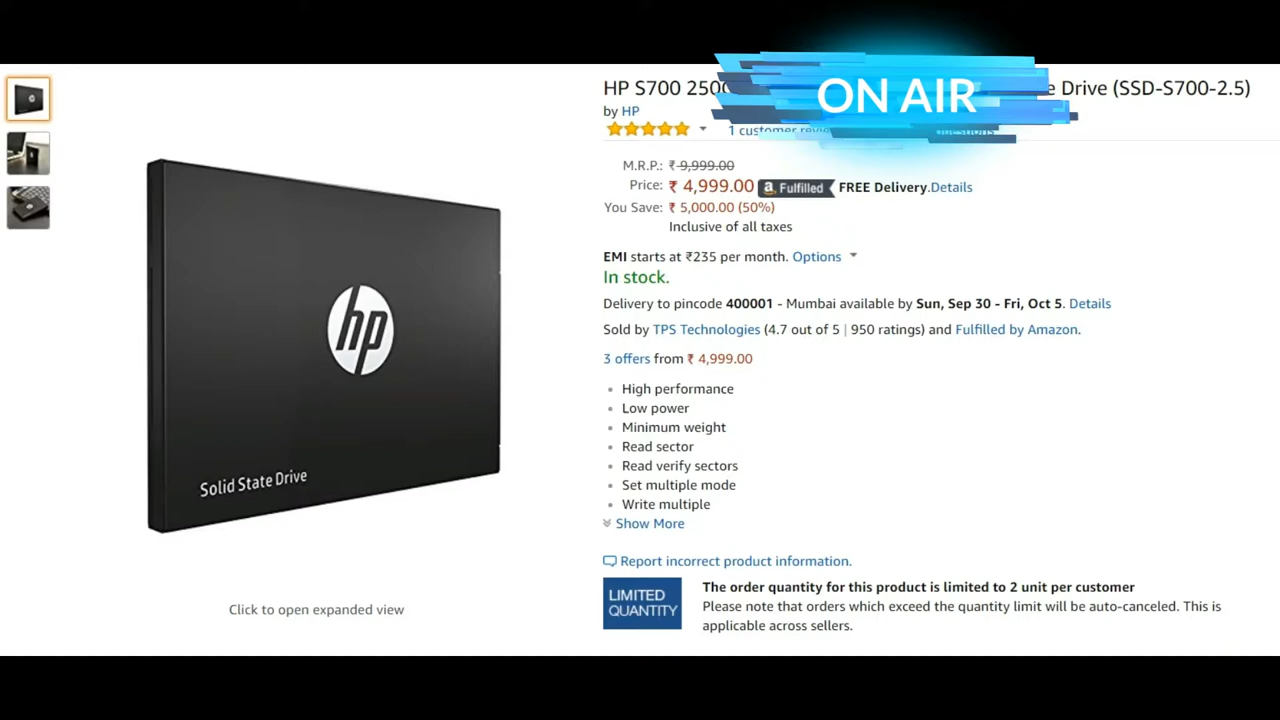 HP S700 250 Drive (SSD-S700-2.5)
ON AIR
by HP
1 customer review questions
M.R.P.: ₹ 9,999.00
Price: ₹ 4,999.00 a Fulfilled FREE Delivery.Details
You Save: ₹ 5,000.00 (50%)
Inclusive of all taxes
EMI starts at ₹235 per month. Options
In stock.
Delivery to pincode 400001 - Mumbai available by Sun, Sep 30 - Fri, Oct 5. Details
Sold by TPS Technologies (4.7 out of 5 | 950 ratings) and Fulfilled by Amazon.
3 offers from ₹ 4,999.00
High performance
Low power
Minimum weight
Read sector
Read verify sectors
Set multiple mode
Write multiple
Show More
Report incorrect product information.
LIMITED
QUANTITY
The order quantity for this product is limited to 2 unit per customer
Please note that orders which exceed the quantity limit will be auto-canceled. This is
applicable across sellers.
hp
Solid State Drive
Click to open expanded view